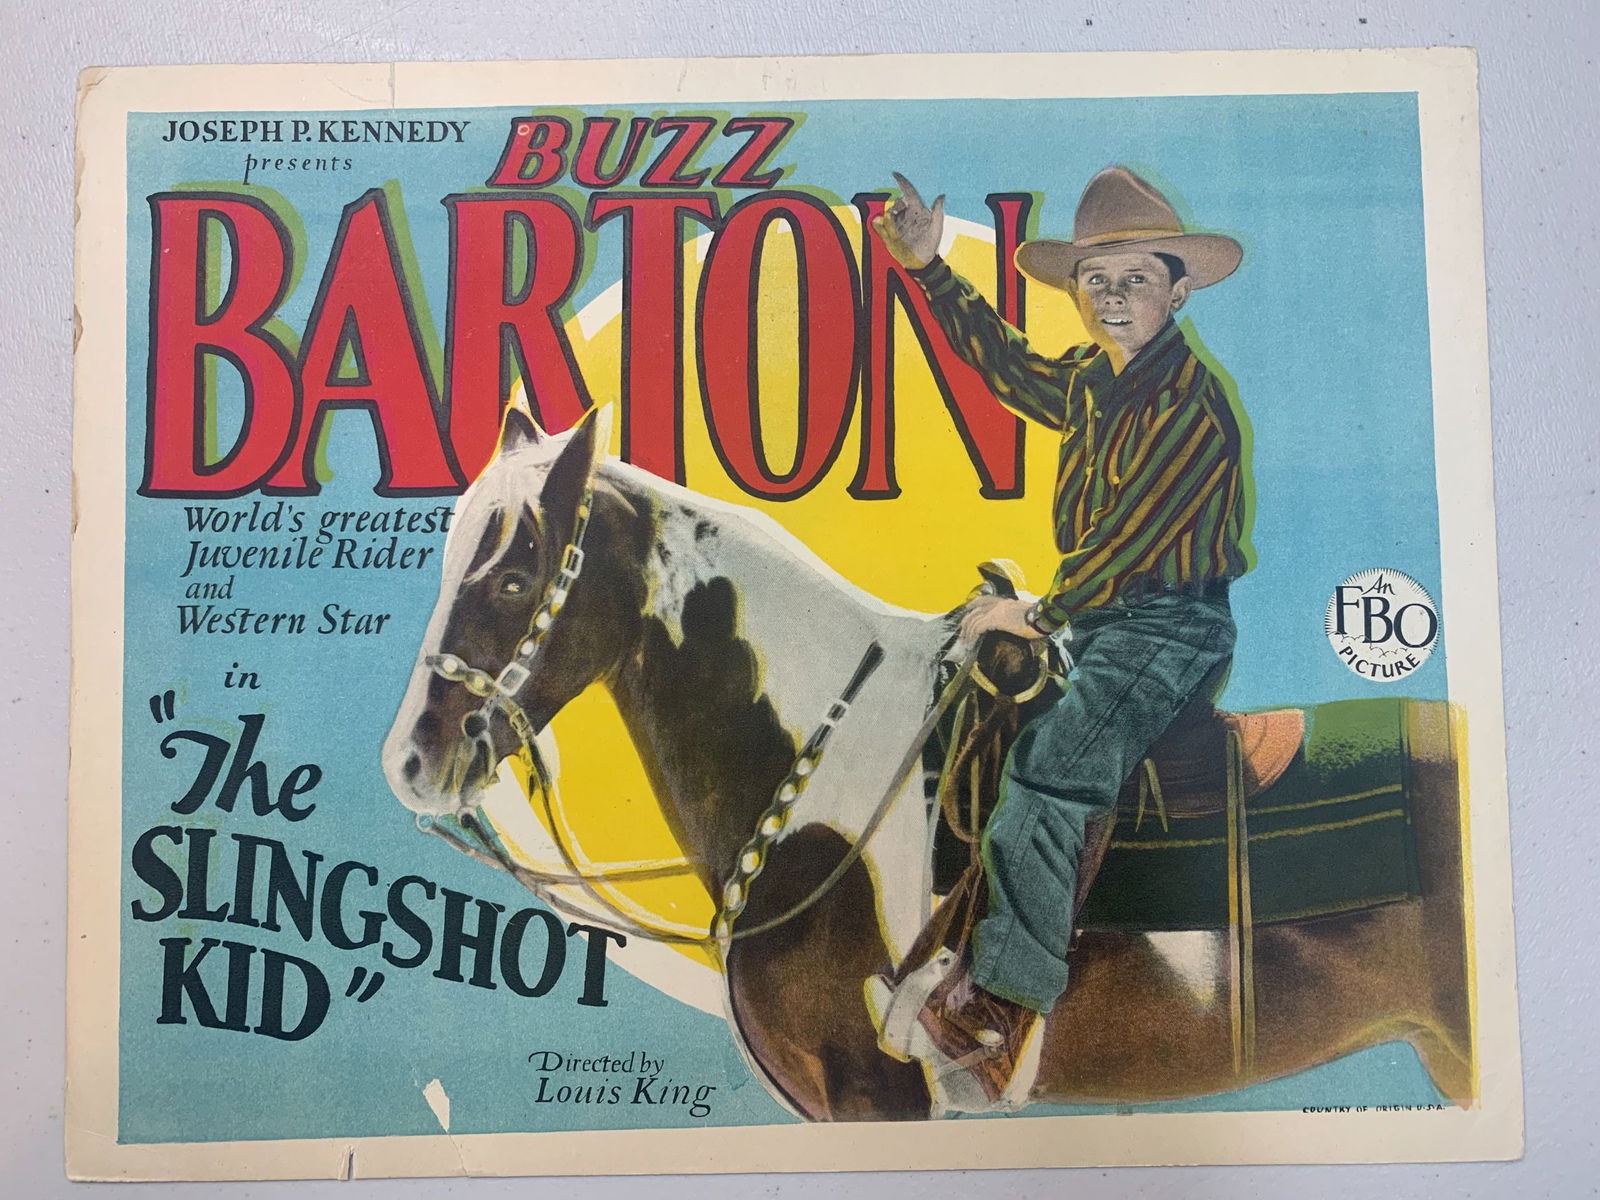 JOSEPH P. KENNEDY
presents
BUZZ
BARTON
World's greatest
Juvenile Rider
and
Western Star
in
"The
SLINGSHOT
KID"
Directed by
Louis King
An
FBO
PICTURE
COUNTRY OF ORIGIN U.S.A.